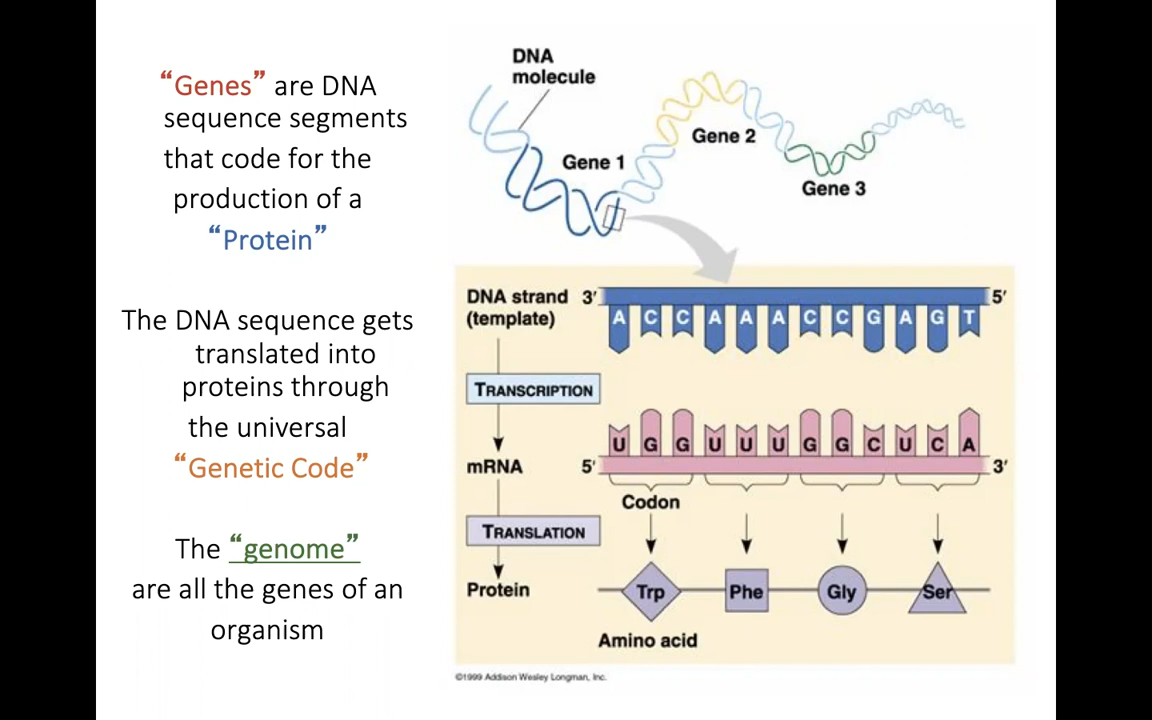 “Genes” are DNA
sequence segments
that code for the
production of a
“Protein”
The DNA sequence gets
translated into
proteins through
the universal
“Genetic Code”
The “genome”
are all the genes of an
organism
DNA
molecule
Gene 1
Gene 2
Gene 3
DNA strand 3′ 5′
(template)
A C C A A A C C G A G T
TRANSCRIPTION
U G G U U U G G C U C A
mRNA 5′ 3′
Codon
TRANSLATION
Protein Trp Phe Gly Ser
Amino acid
©1999 Addison Wesley Longman, Inc.